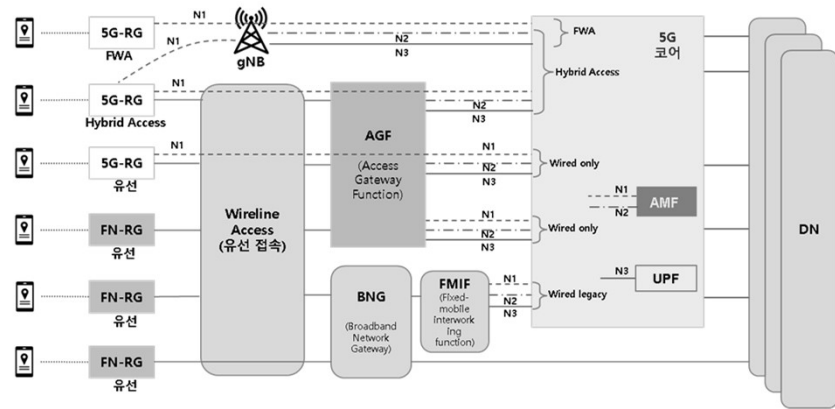 N1
5G-RG
FWA
N1
gNB
N2
N3
FWA
5G
코어
Hybrid Access
5G-RG
Hybrid Access
N1
N2
N3
5G-RG
유선
N1
Wireline
Access
(유선 접속)
AGF
(Access
Gateway
Function)
N1
N2
N3
Wired only
N1
N2
AMF
FN-RG
유선
N1
N2
N3
Wired only
DN
FN-RG
유선
BNG
(Broadband
Network
Gateway)
FMIF
(Fixed-
mobile
interwork
ing
function)
N1
N2
N3
Wired legacy
N3
UPF
FN-RG
유선